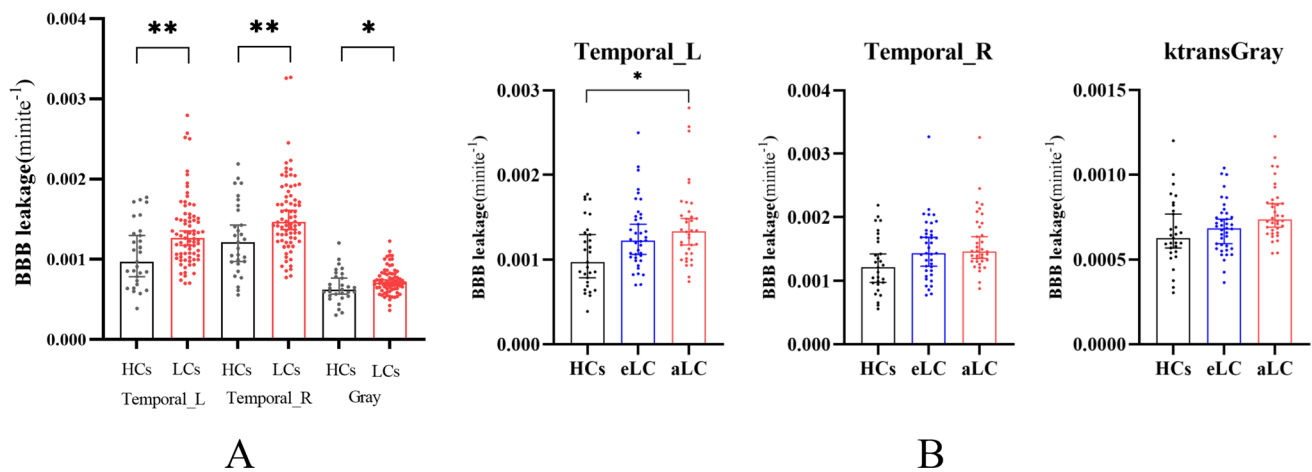 0.004
0.003
0.002
0.001
0.000
BBB leakage(minite⁻¹)
** ** *
HCs LCs HCs LCs HCs LCs
Temporal_L Temporal_R Gray
A
Temporal_L
0.003
0.002
0.001
0.000
BBB leakage(minite⁻¹)
*
HCs eLC aLC
Temporal_R
0.004
0.003
0.002
0.001
0.000
BBB leakage(minite⁻¹)
HCs eLC aLC
ktransGray
0.0015
0.0010
0.0005
0.0000
BBB leakage(minite⁻¹)
HCs eLC aLC
B